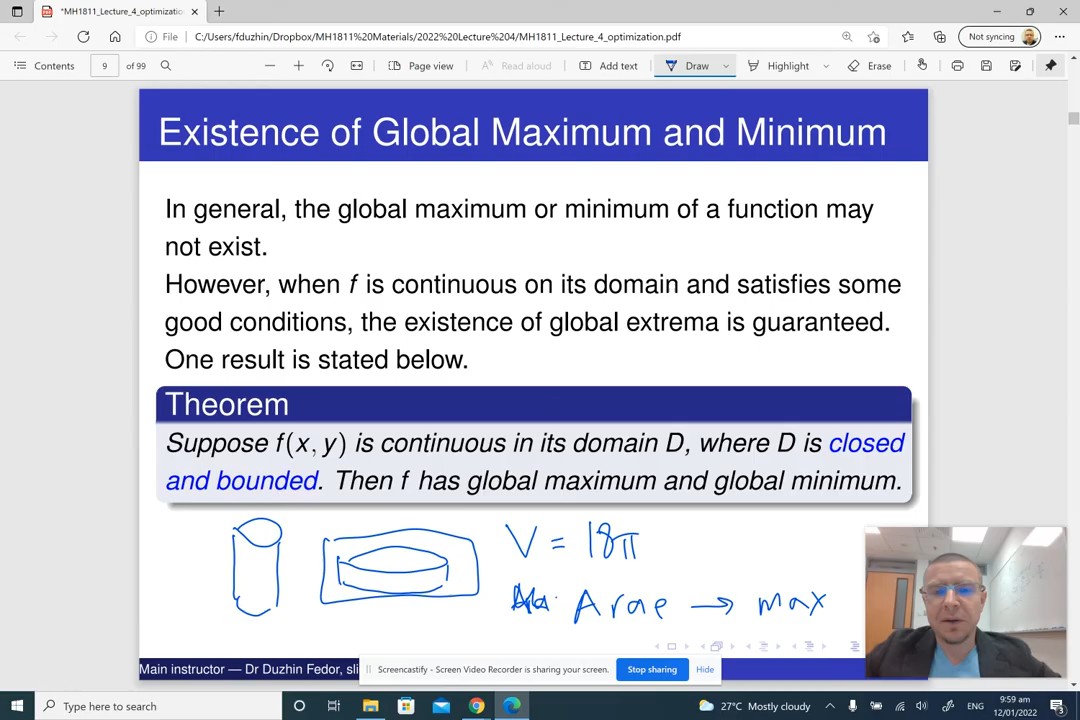 *MH1811_Lecture_4_optimization.p
File
C:/Users/fduzhin/Dropbox/MH1811%20Materials/2022%20Lecture%204/MH1811_Lecture_4_optimization.pdf
Not syncing
Contents 9 of 99 Page view Read aloud Add text Draw Highlight Erase
Existence of Global Maximum and Minimum
In general, the global maximum or minimum of a function may
not exist.
However, when f is continuous on its domain and satisfies some
good conditions, the existence of global extrema is guaranteed.
One result is stated below.
Theorem
Suppose f(x, y) is continuous in its domain D, where D is closed
and bounded. Then f has global maximum and global minimum.
V = 18π
Arae → max
Main instructor — Dr Duzhin Fedor, sli
Screencastify - Screen Video Recorder is sharing your screen. Stop sharing Hide
Type here to search
27°C Mostly cloudy
ENG
9:59 am
12/01/2022
3